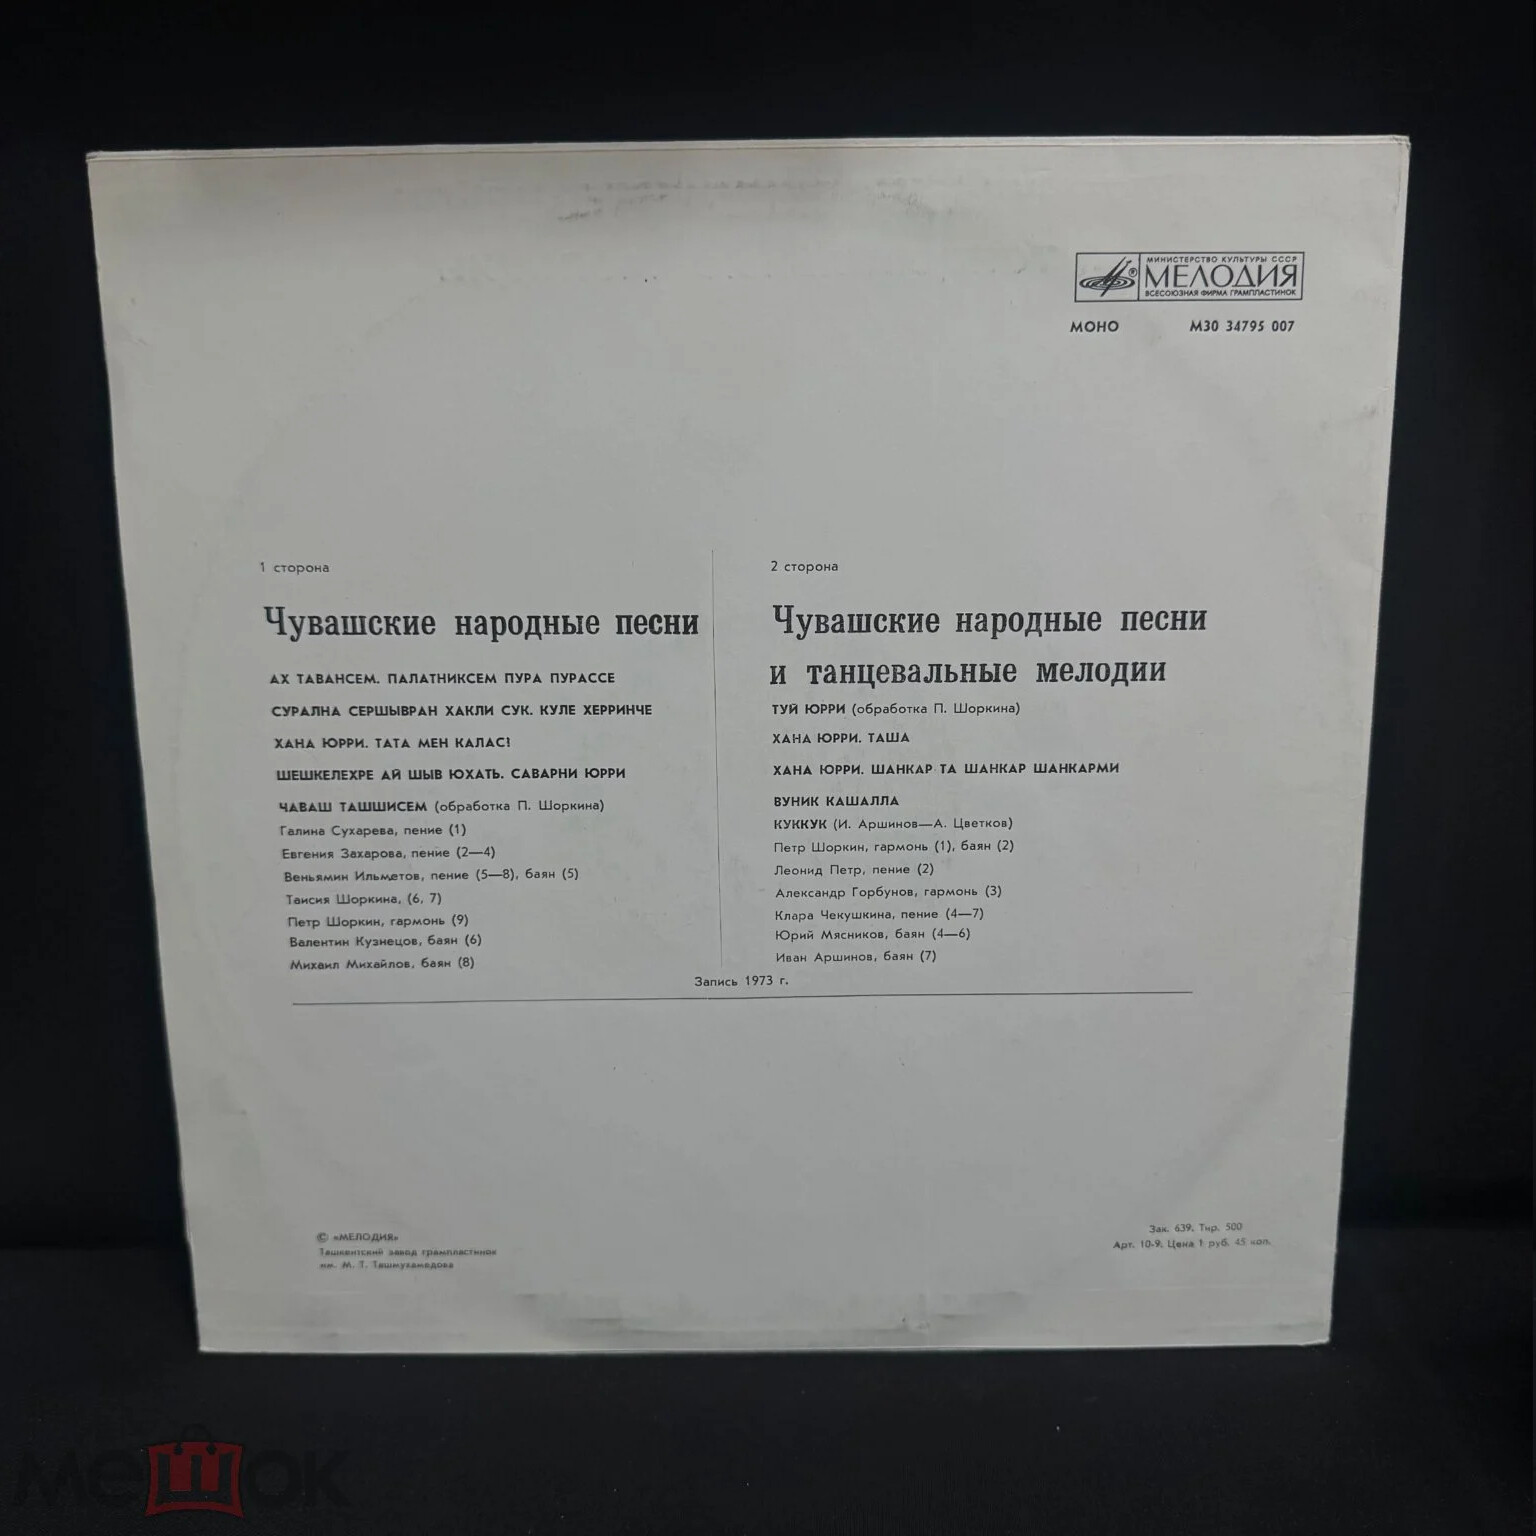 МИНИСТЕРСТВО КУЛЬТУРЫ СССР
МЕЛОДИЯ
ВСЕСОЮЗНАЯ ФИРМА ГРАМПЛАСТИНОК
МОНО М30 34795 007
1 сторона
Чувашские народные песни
АХ ТАВАНСЕМ. ПАЛАТНИКСЕМ ПУРА ПУРАССЕ
СУРАЛНА СЕРШЫВРАН ХАКЛИ СУК. КУЛЕ ХЕРРИНЧЕ
ХАНА ЮРРИ. ТАТА МЕН КАЛАС!
ШЕШКЕЛЕХРЕ АЙ ШЫВ ЮХАТЬ. САВАРНИ ЮРРИ
ЧАВАШ ТАШШИСЕМ (обработка П. Шоркина)
Галина Сухарева, пение (1)
Евгения Захарова, пение (2—4)
Веньямин Ильметов, пение (5—8), баян (5)
Таисия Шоркина, (6, 7)
Петр Шоркин, гармонь (9)
Валентин Кузнецов, баян (6)
Михаил Михайлов, баян (8)
2 сторона
Чувашские народные песни
и танцевальные мелодии
ТУЙ ЮРРИ (обработка П. Шоркина)
ХАНА ЮРРИ. ТАША
ХАНА ЮРРИ. ШАНКАР ТА ШАНКАР ШАНКАРМИ
ВУНИК КАШАЛЛА
КУККУК (И. Аршинов—А. Цветков)
Петр Шоркин, гармонь (1), баян (2)
Леонид Петр, пение (2)
Александр Горбунов, гармонь (3)
Клара Чекушкина, пение (4—7)
Юрий Мясников, баян (4—6)
Иван Аршинов, баян (7)
Запись 1973 г.
© «МЕЛОДИЯ»
Ташкентский завод грампластинок
им. М. Т. Ташмухамедова
Зак. 639. Тир. 500
Арт. 10-9. Цена 1 руб. 45 коп.
мешок